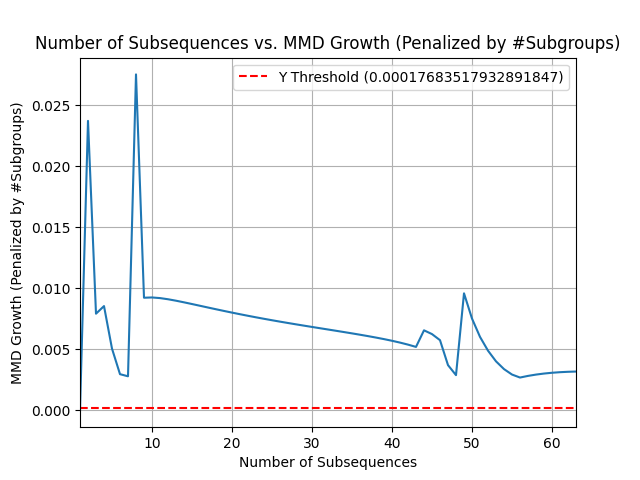 Number of Subsequences vs. MMD Growth (Penalized by #Subgroups)
Y Threshold (0.00017683517932891847)
MMD Growth (Penalized by #Subgroups)
0.025
0.020
0.015
0.010
0.005
0.000
10 20 30 40 50 60
Number of Subsequences